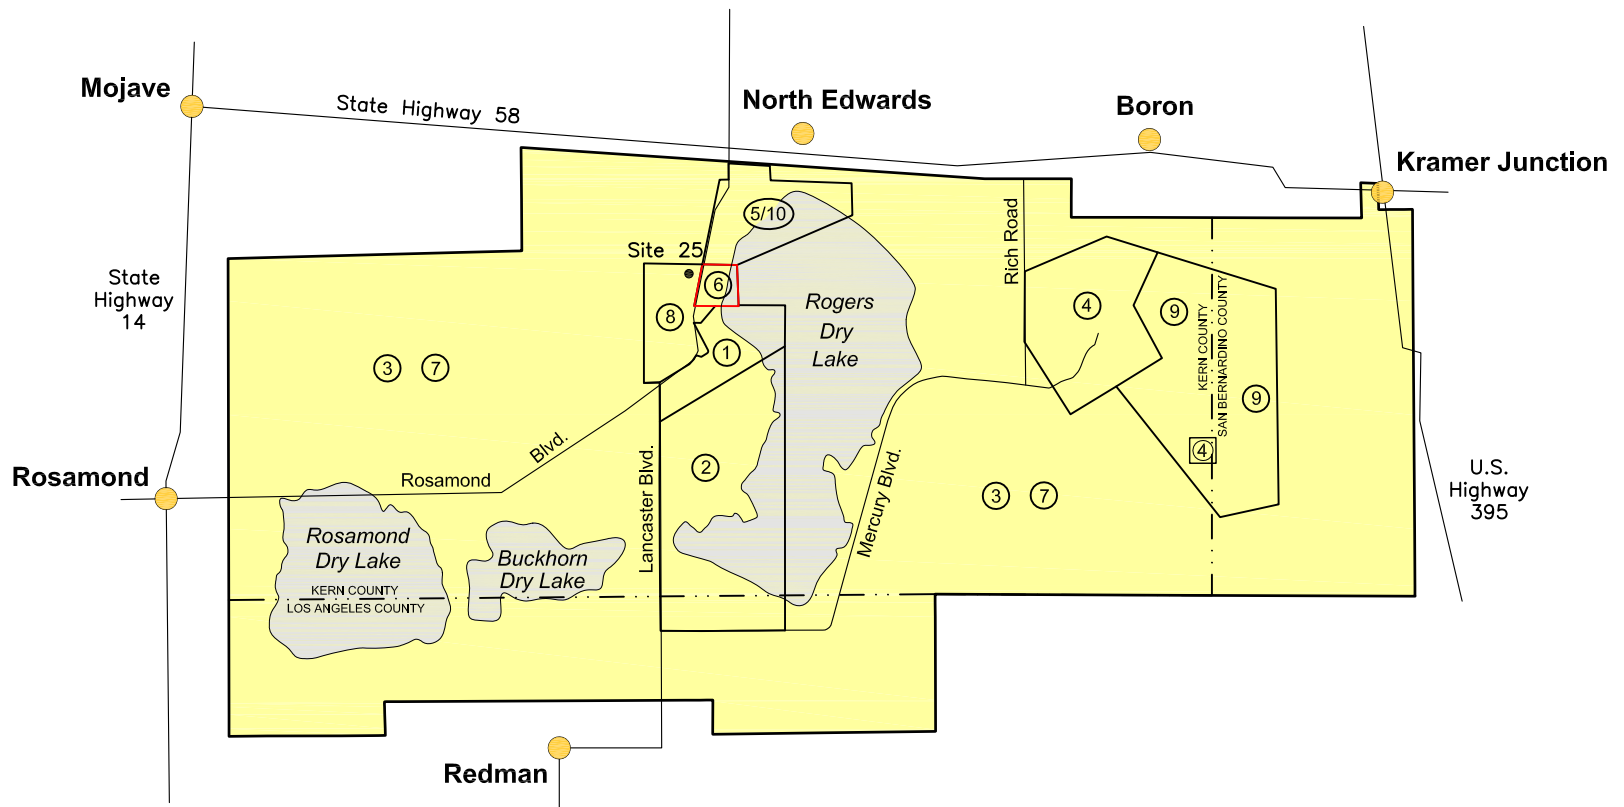 Mojave
State Highway 58
North Edwards
Boron
Kramer Junction
5/10
Site 25
6
8
1
Rogers
Dry
Lake
Rich Road
4
9
KERN COUNTY
SAN BERNARDINO COUNTY
9
4
State
Highway
14
3
7
Rosamond
Rosamond
Blvd.
Lancaster Blvd.
2
Mercury Blvd.
3
7
U.S.
Highway
395
Rosamond
Dry Lake
KERN COUNTY
LOS ANGELES COUNTY
Buckhorn
Dry Lake
Redman